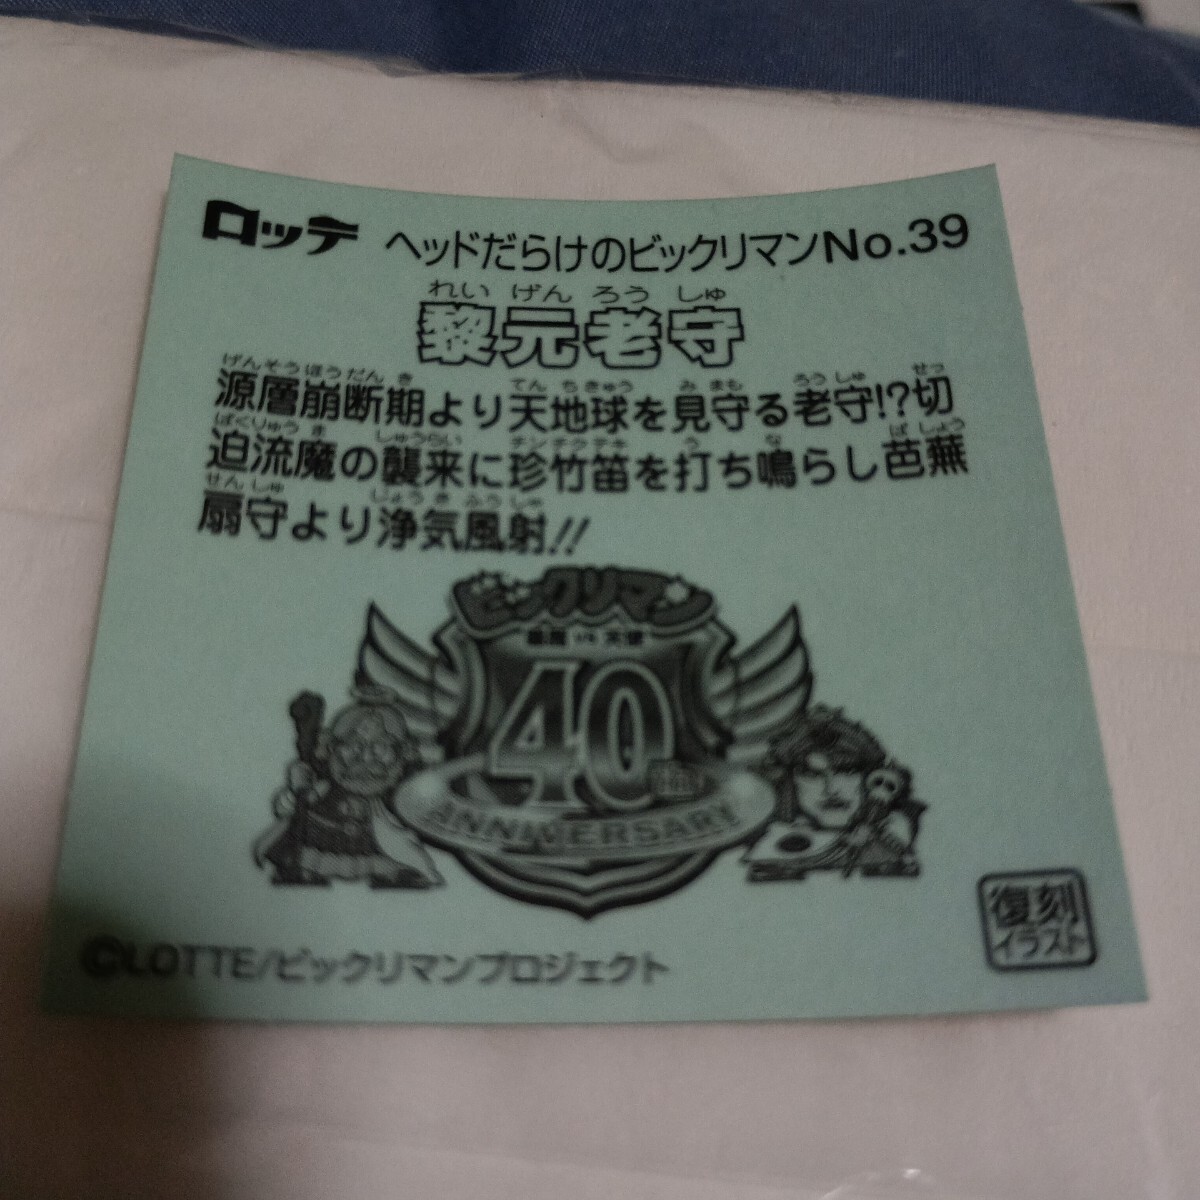 ロッテ ヘッドだらけのビックリマンNo.39
れい げん ろう しゅ
黎元老守
げんそうほうだん き てん ちきゅう み まも ろうしゅ せっ
源層崩断期より天地球を見守る老守!?切
ぱくりゅう ま しゅうらい チンチクテキ う な ば しょう
迫流魔の襲来に珍竹笛を打ち鳴らし芭蕉
せんしゅ じょうき ふうしゃ
扇守より浄気風射!!
ビックリマン
悪魔 VS 天使
40th
ANNIVERSARY
復刻
イラスト
©LOTTE/ビックリマンプロジェクト